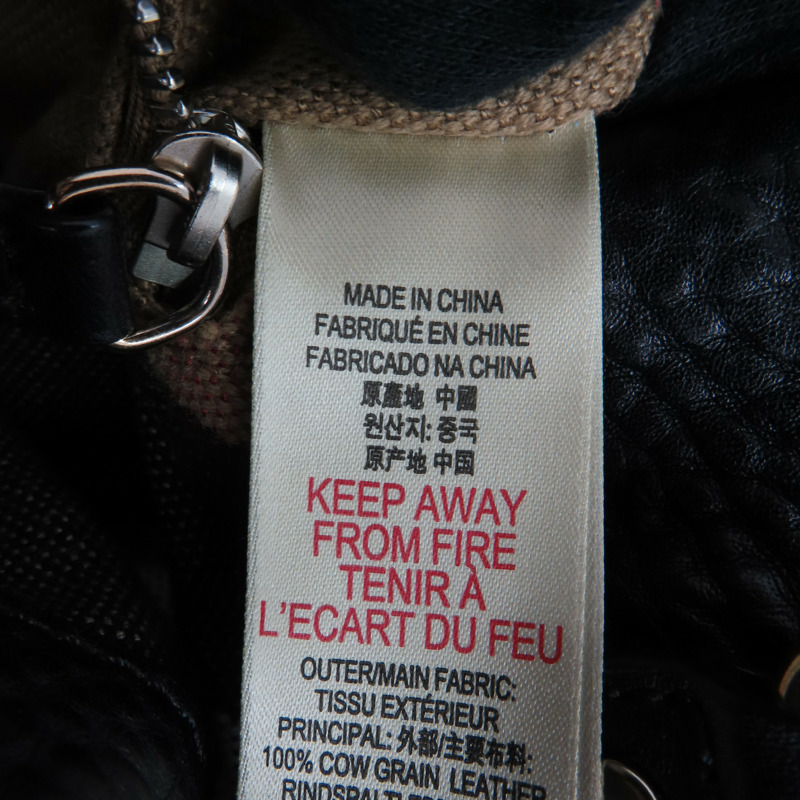 MADE IN CHINA
FABRIQUÉ EN CHINE
FABRICADO NA CHINA
原產地 中國
원산지: 중국
原产地 中国
KEEP AWAY
FROM FIRE
TENIR À
L'ECART DU FEU
OUTER/MAIN FABRIC:
TISSU EXTÉRIEUR
PRINCIPAL: 外部/主要布料:
100% COW GRAIN LEATHER